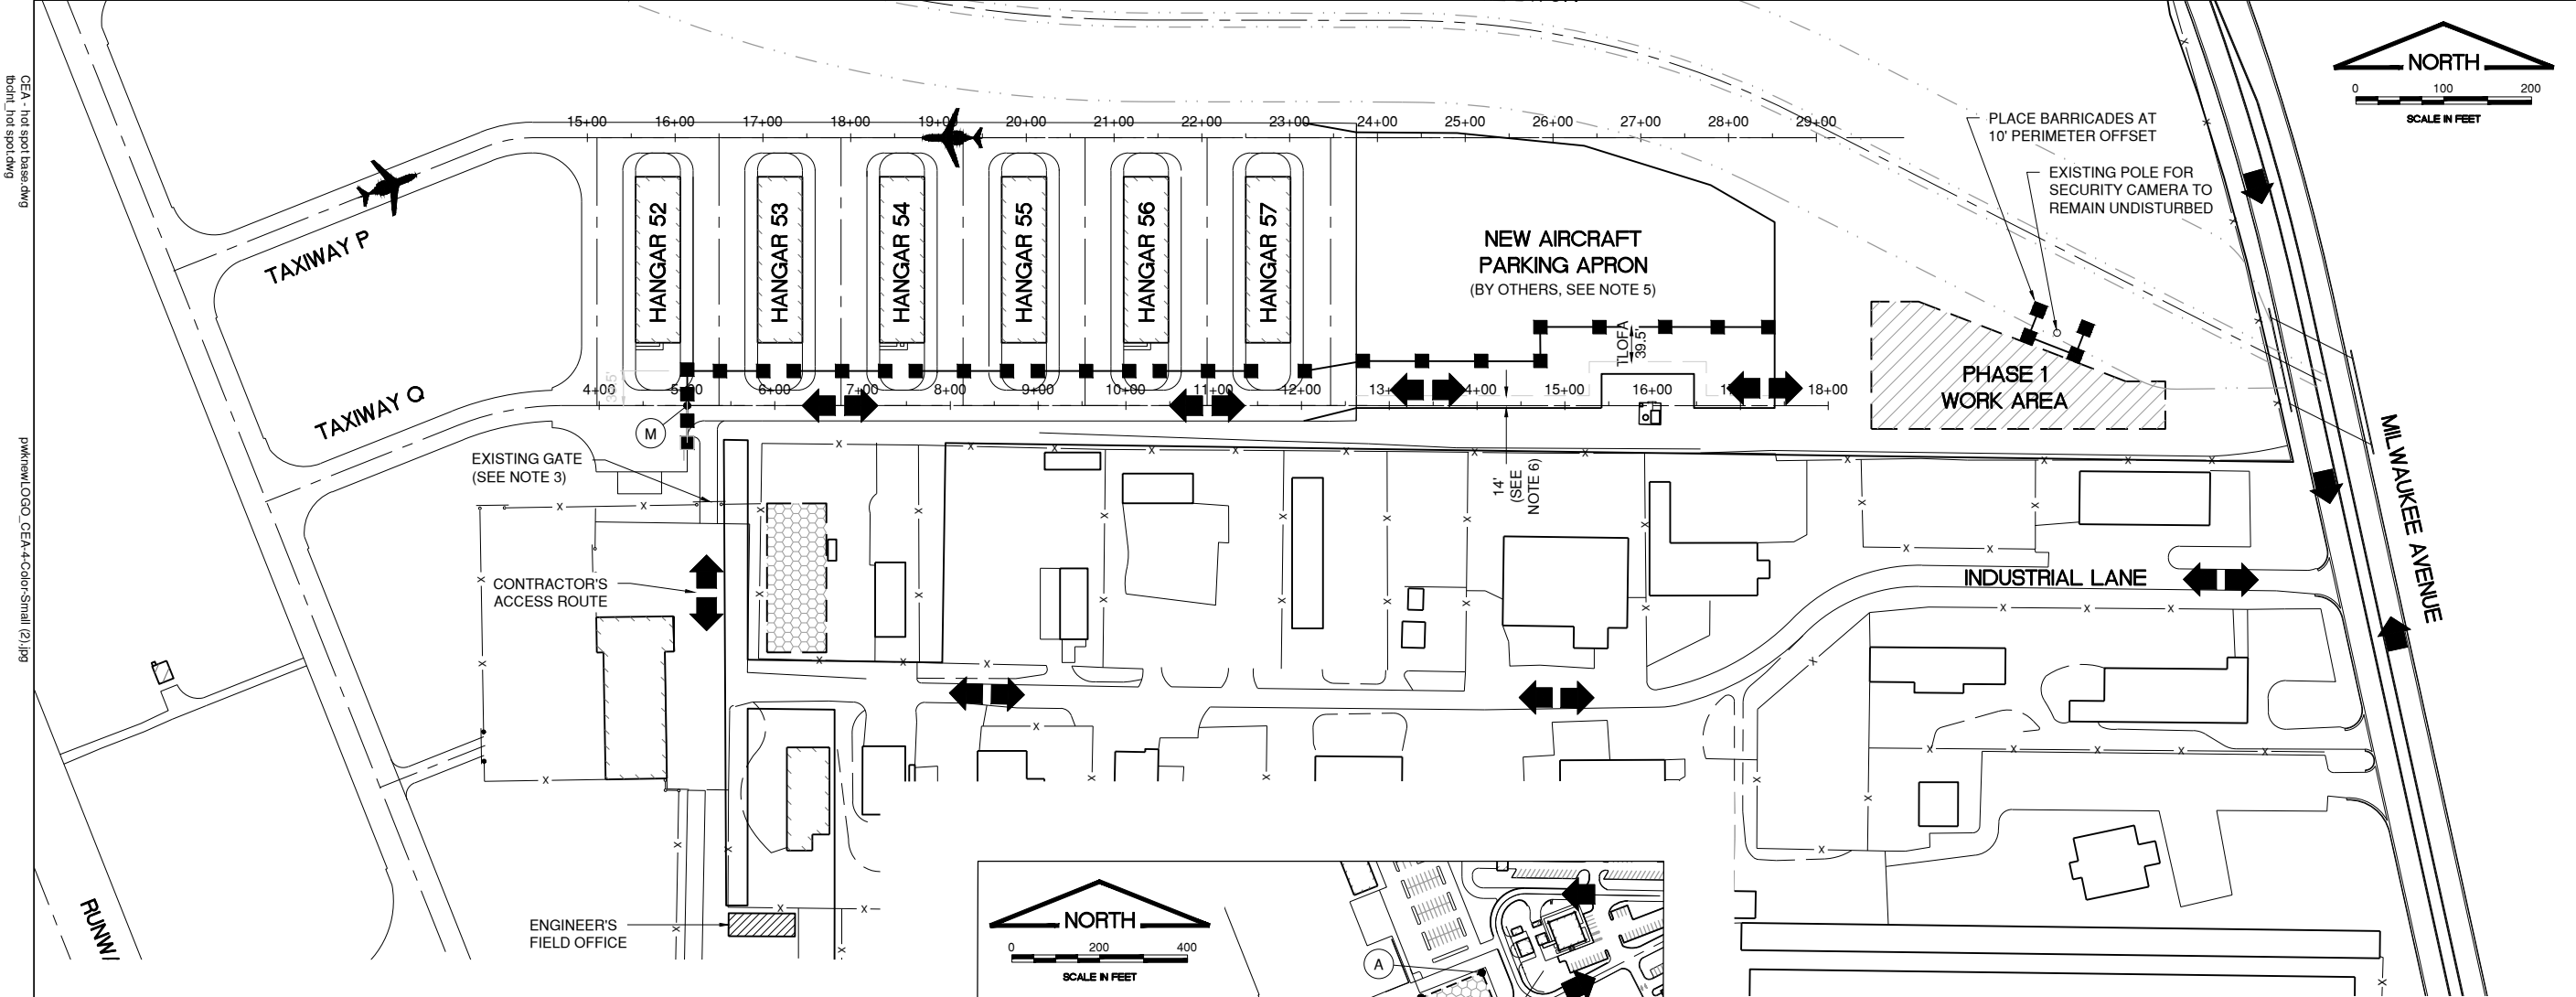 NORTH
0 100 200
SCALE IN FEET
PLACE BARRICADES AT
10' PERIMETER OFFSET
EXISTING POLE FOR
SECURITY CAMERA TO
REMAIN UNDISTURBED
15+00 16+00 17+00 18+00 19+00 20+00 21+00 22+00 23+00 24+00 25+00 26+00 27+00 28+00 29+00
CEA - hot spot base.dwg
tbclnt_hot spot.dwg
pwknewLOGO_CEA-4-Color-Small (2).jpg
TAXIWAY P
TAXIWAY Q
HANGAR 52
HANGAR 53
HANGAR 54
HANGAR 55
HANGAR 56
HANGAR 57
NEW AIRCRAFT
PARKING APRON
(BY OTHERS, SEE NOTE 5)
TLOFA
39.5'
39.5'
4+00 5+00 6+00 7+00 8+00 9+00 10+00 11+00 12+00 14+00 15+00 16+00 18+00
PHASE 1
WORK AREA
M
EXISTING GATE
(SEE NOTE 3)
14'
(SEE
NOTE 6)
MILWAUKEE AVENUE
CONTRACTOR'S
ACCESS ROUTE
INDUSTRIAL LANE
ENGINEER'S
FIELD OFFICE
NORTH
0 200 400
SCALE IN FEET
A